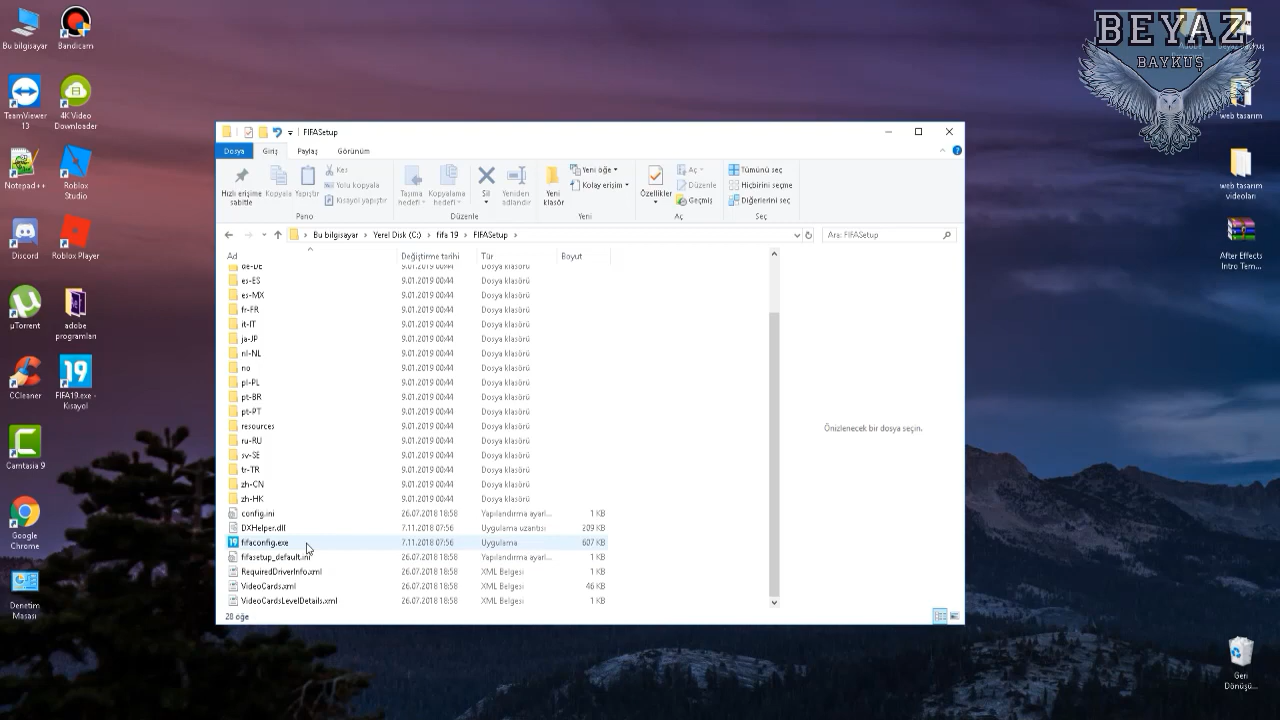 Bu bilgisayar
Bandicam
TeamViewer 13
4K Video Downloader
Notepad++
Roblox Studio
Discord
Roblox Player
µTorrent
adobe programları
CCleaner
FIFA19.exe - Kısayol
Camtasia 9
Google Chrome
Denetim Masası
BEYAZ
BAYKUŞ
web tasarım
web tasarım videoları
After Effects Intro Tem...
Geri Dönüşü...
FIFASetup
Dosya Giriş Paylaş Görünüm
Hızlı erişime sabitle
Kopyala
Yapıştır
Kes
Yolu kopyala
Kısayol yapıştır
Pano
Taşıma hedefi
Kopyalama hedefi
Sil
Yeniden adlandır
Düzenle
Yeni klasör
Yeni öğe
Kolay erişim
Yeni
Özellikler
Aç
Düzenle
Geçmiş
Aç
Tümünü seç
Hiçbirini seçme
Diğerlerini seç
Seç
Bu bilgisayar > Yerel Disk (C:) > fifa 19 > FIFASetup >
Ara: FIFASetup
Ad Değiştirme tarihi Tür Boyut
de-DE 9.01.2019 00:44 Dosya klasörü
es-ES 9.01.2019 00:44 Dosya klasörü
es-MX 9.01.2019 00:44 Dosya klasörü
fr-FR 9.01.2019 00:44 Dosya klasörü
it-IT 9.01.2019 00:44 Dosya klasörü
ja-JP 9.01.2019 00:44 Dosya klasörü
nl-NL 9.01.2019 00:44 Dosya klasörü
no 9.01.2019 00:44 Dosya klasörü
pl-PL 9.01.2019 00:44 Dosya klasörü
pt-BR 9.01.2019 00:44 Dosya klasörü
pt-PT 9.01.2019 00:44 Dosya klasörü
resources 9.01.2019 00:44 Dosya klasörü
ru-RU 9.01.2019 00:44 Dosya klasörü
sv-SE 9.01.2019 00:44 Dosya klasörü
tr-TR 9.01.2019 00:44 Dosya klasörü
zh-CN 9.01.2019 00:44 Dosya klasörü
zh-HK 9.01.2019 00:44 Dosya klasörü
config.ini 26.07.2018 18:58 Yapılandırma ayarl... 1 KB
DXHelper.dll 7.11.2018 07:56 Uygulama uzantısı 209 KB
fifaconfig.exe 7.11.2018 07:56 Uygulama 607 KB
fifasetup_default.ini 26.07.2018 18:58 Yapılandırma ayarl... 1 KB
RequiredDriverInfo.xml 26.07.2018 18:58 XML Belgesi 1 KB
VideoCards.xml 26.07.2018 18:58 XML Belgesi 46 KB
VideoCardsLevelDetails.xml 26.07.2018 18:58 XML Belgesi 1 KB
Önizlenecek bir dosya seçin.
28 öğe